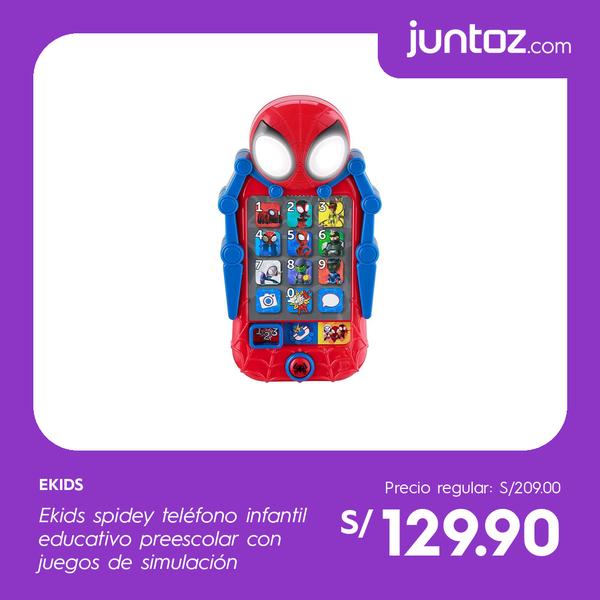 juntoz.com
1 2 3
4 5 6
7 8 9
0
EKIDS
Ekids spidey teléfono infantil
educativo preescolar con
juegos de simulación
Precio regular: S/209.00
S/129.90